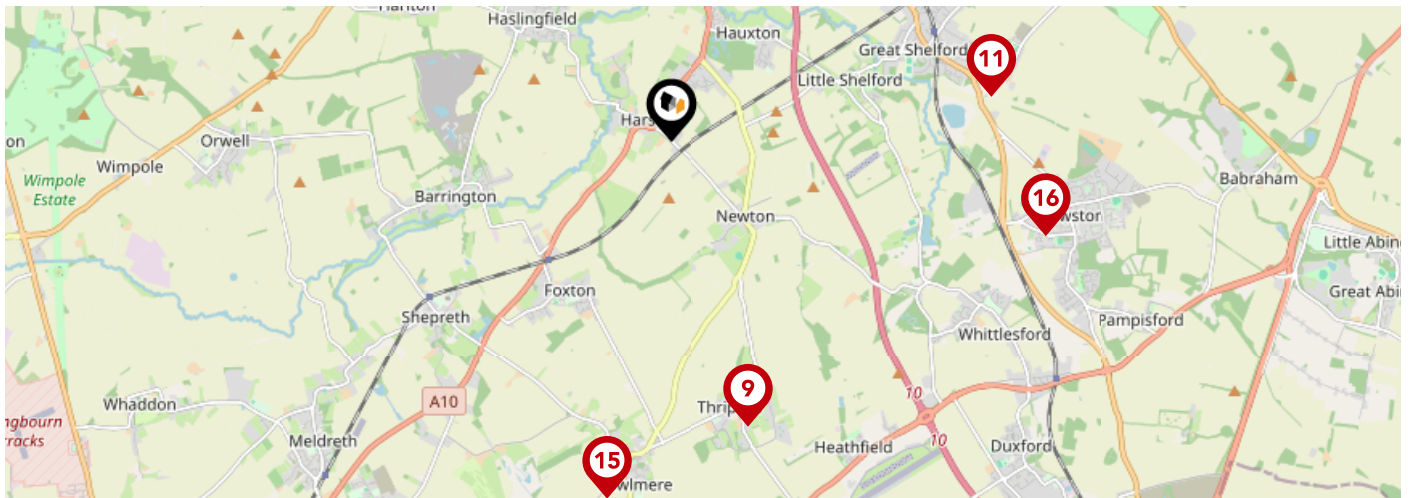 Haslingfield
Hauxton
Great Shelford
11
Little Shelford
Orwell
Wimpole
Wimpole
Estate
Barrington
Babraham
16
Newton
Little Abin
Foxton
Great Abi
Shepreth
Pampisford
Whittlesford
10
9
A10
Whaddon
Meldreth
Heathfield
10
Duxford
15